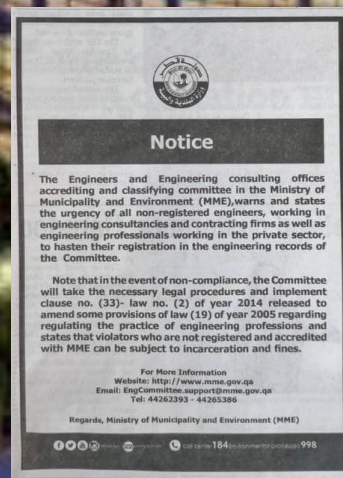 Notice
The Engineers and Engineering consulting offices
accrediting and classifying committee in the Ministry of
Municipality and Environment (MME),warns and states
the urgency of all non-registered engineers, working in
engineering consultancies and contracting firms as well as
engineering professionals working in the private sector,
to hasten their registration in the engineering records of
the Committee.
Note that in the event of non-compliance, the Committee
will take the necessary legal procedures and implement
clause no. (33)- law no. (2) of year 2014 released to
amend some provisions of law (19) of year 2005 regarding
regulating the practice of engineering professions and
states that violators who are not registered and accredited
with MME can be subject to incarceration and fines.
For More Information
Website: http://www.mme.gov.qa
Email: EngCommittee.support@mme.gov.qa
Tel: 44262393 - 44265386
Regards, Ministry of Municipality and Environment (MME)
184 998